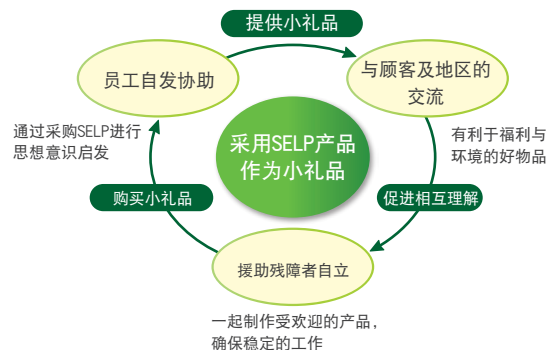 提供小礼品
员工自发协助
与顾客及地区的
交流
通过采购SELP进行
思想意识启发
采用SELP产品
作为小礼品
有利于福利与
环境的好物品
购买小礼品
促进相互理解
援助残障者自立
一起制作受欢迎的产品，
确保稳定的工作